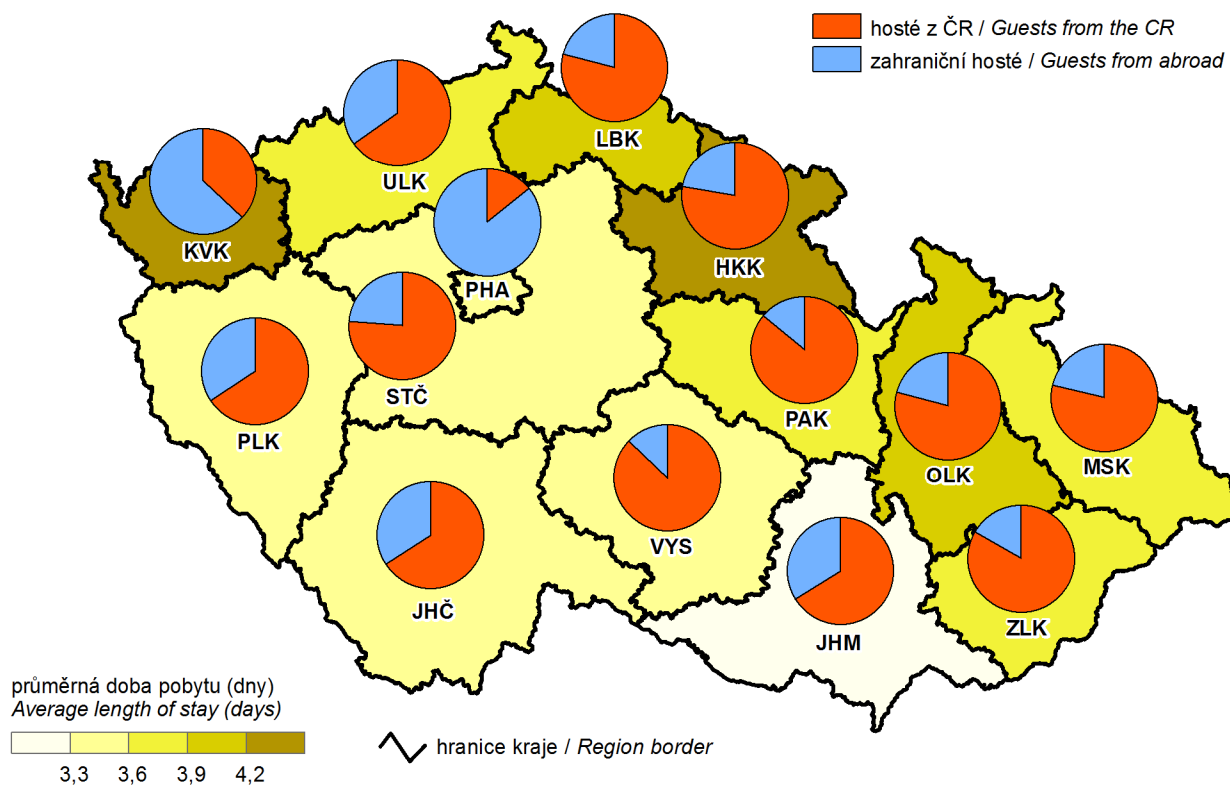 hosté z ČR / Guests from the CR
zahraniční hosté / Guests from abroad
LBK
ULK
KVK
HKK
PHA
STČ
PAK
PLK
OLK
MSK
VYS
JHČ
JHM
ZLK
průměrná doba pobytu (dny)
Average length of stay (days)
3,3 3,6 3,9 4,2
hranice kraje / Region border